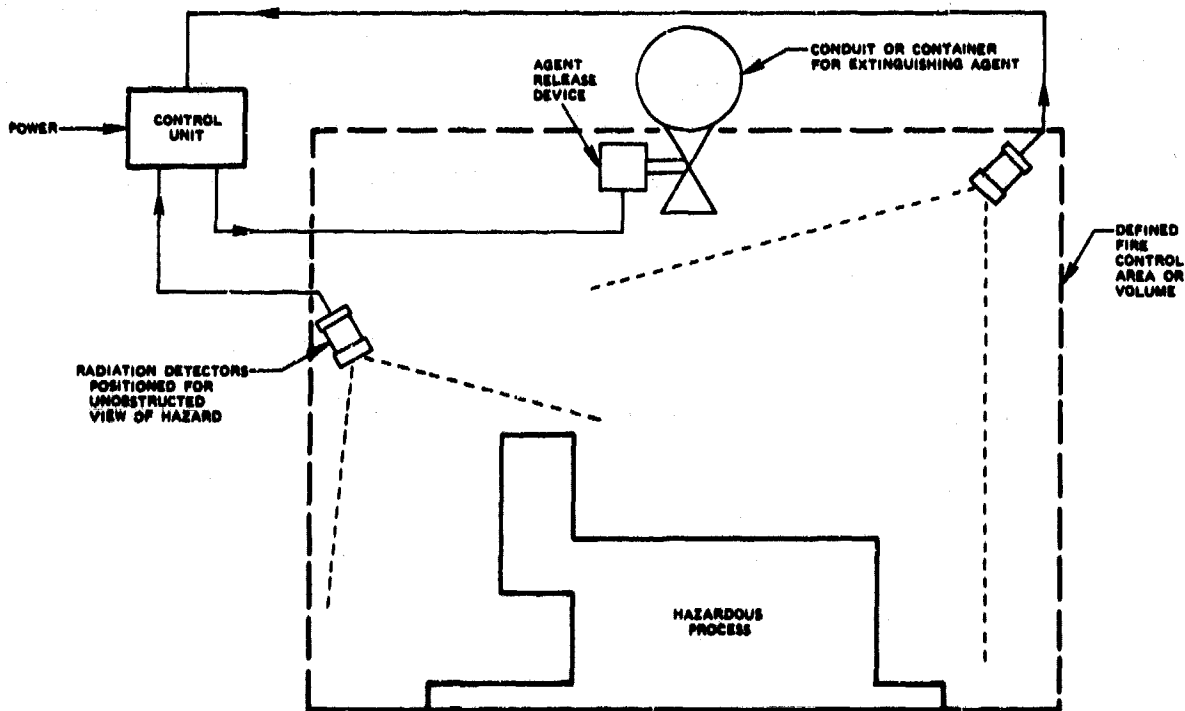 CONDUIT OR CONTAINER
FOR EXTINGUISHING AGENT
AGENT
RELEASE
DEVICE
POWER
CONTROL
UNIT
DEFINED
FIRE
CONTROL
AREA OR
VOLUME
RADIATION DETECTORS
POSITIONED FOR
UNOBSTRUCTED
VIEW OF HAZARD
HAZARDOUS
PROCESS